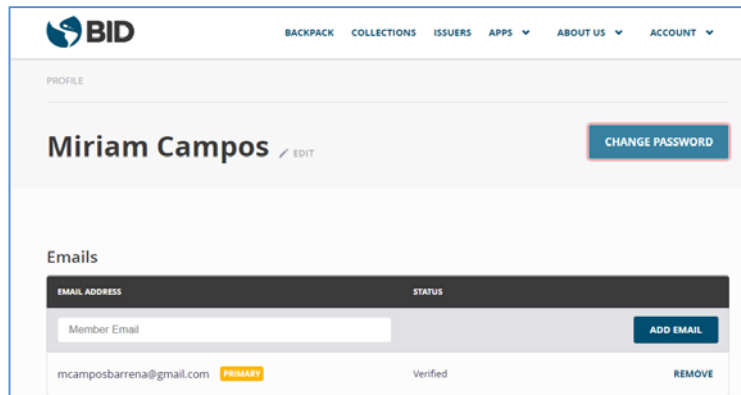 BID BACKPACK COLLECTIONS ISSUERS APPS ABOUT US ACCOUNT
PROFILE
Miriam Campos EDIT CHANGE PASSWORD
Emails
EMAIL ADDRESS STATUS
Member Email ADD EMAIL
mcamposbarrena@gmail.com PRIMARY Verified REMOVE